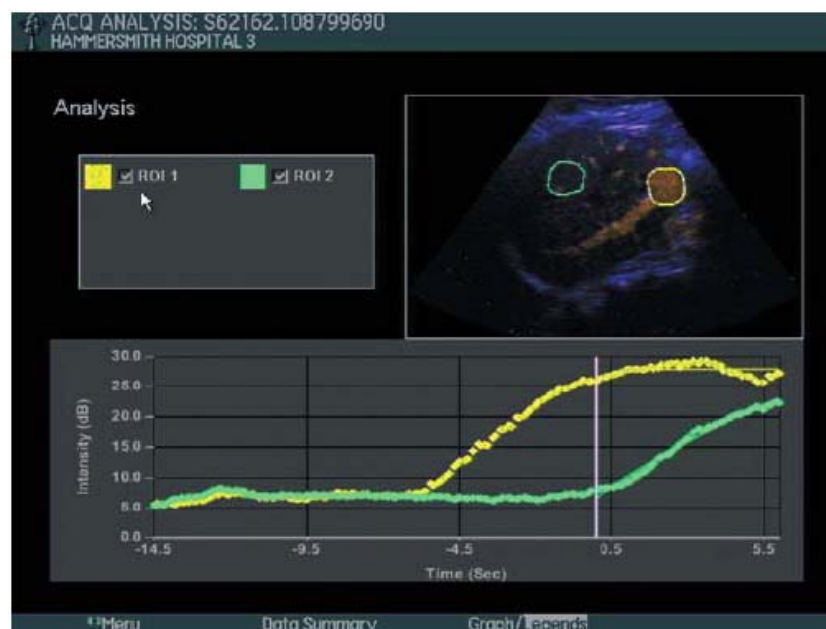 ACQ ANALYSIS: S62162.108799690
HAMMERSMITH HOSPITAL 3
Analysis
ROI 1 ROI 2
30.0
25.0
20.0
15.0
10.0
5.0
0.0
Intensity (dB)
-14.5 -9.5 -4.5 0.5 5.5
Time (Sec)
Menu Data Summary Graph/Legends